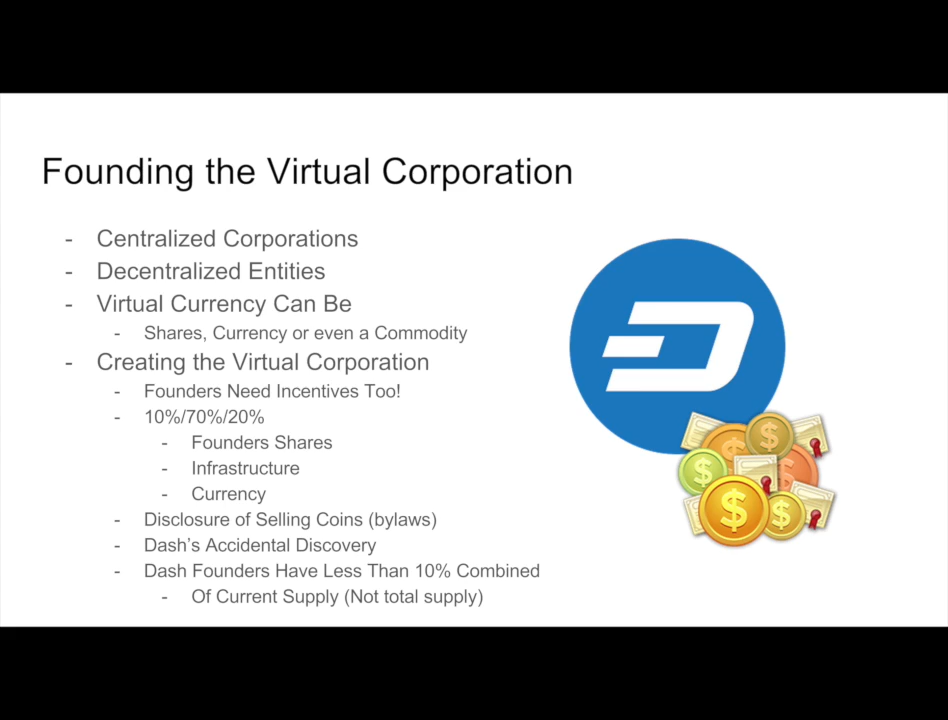 Founding the Virtual Corporation
- Centralized Corporations
- Decentralized Entities
- Virtual Currency Can Be
- Shares, Currency or even a Commodity
- Creating the Virtual Corporation
- Founders Need Incentives Too!
- 10%/70%/20%
- Founders Shares
- Infrastructure
- Currency
- Disclosure of Selling Coins (bylaws)
- Dash's Accidental Discovery
- Dash Founders Have Less Than 10% Combined
- Of Current Supply (Not total supply)